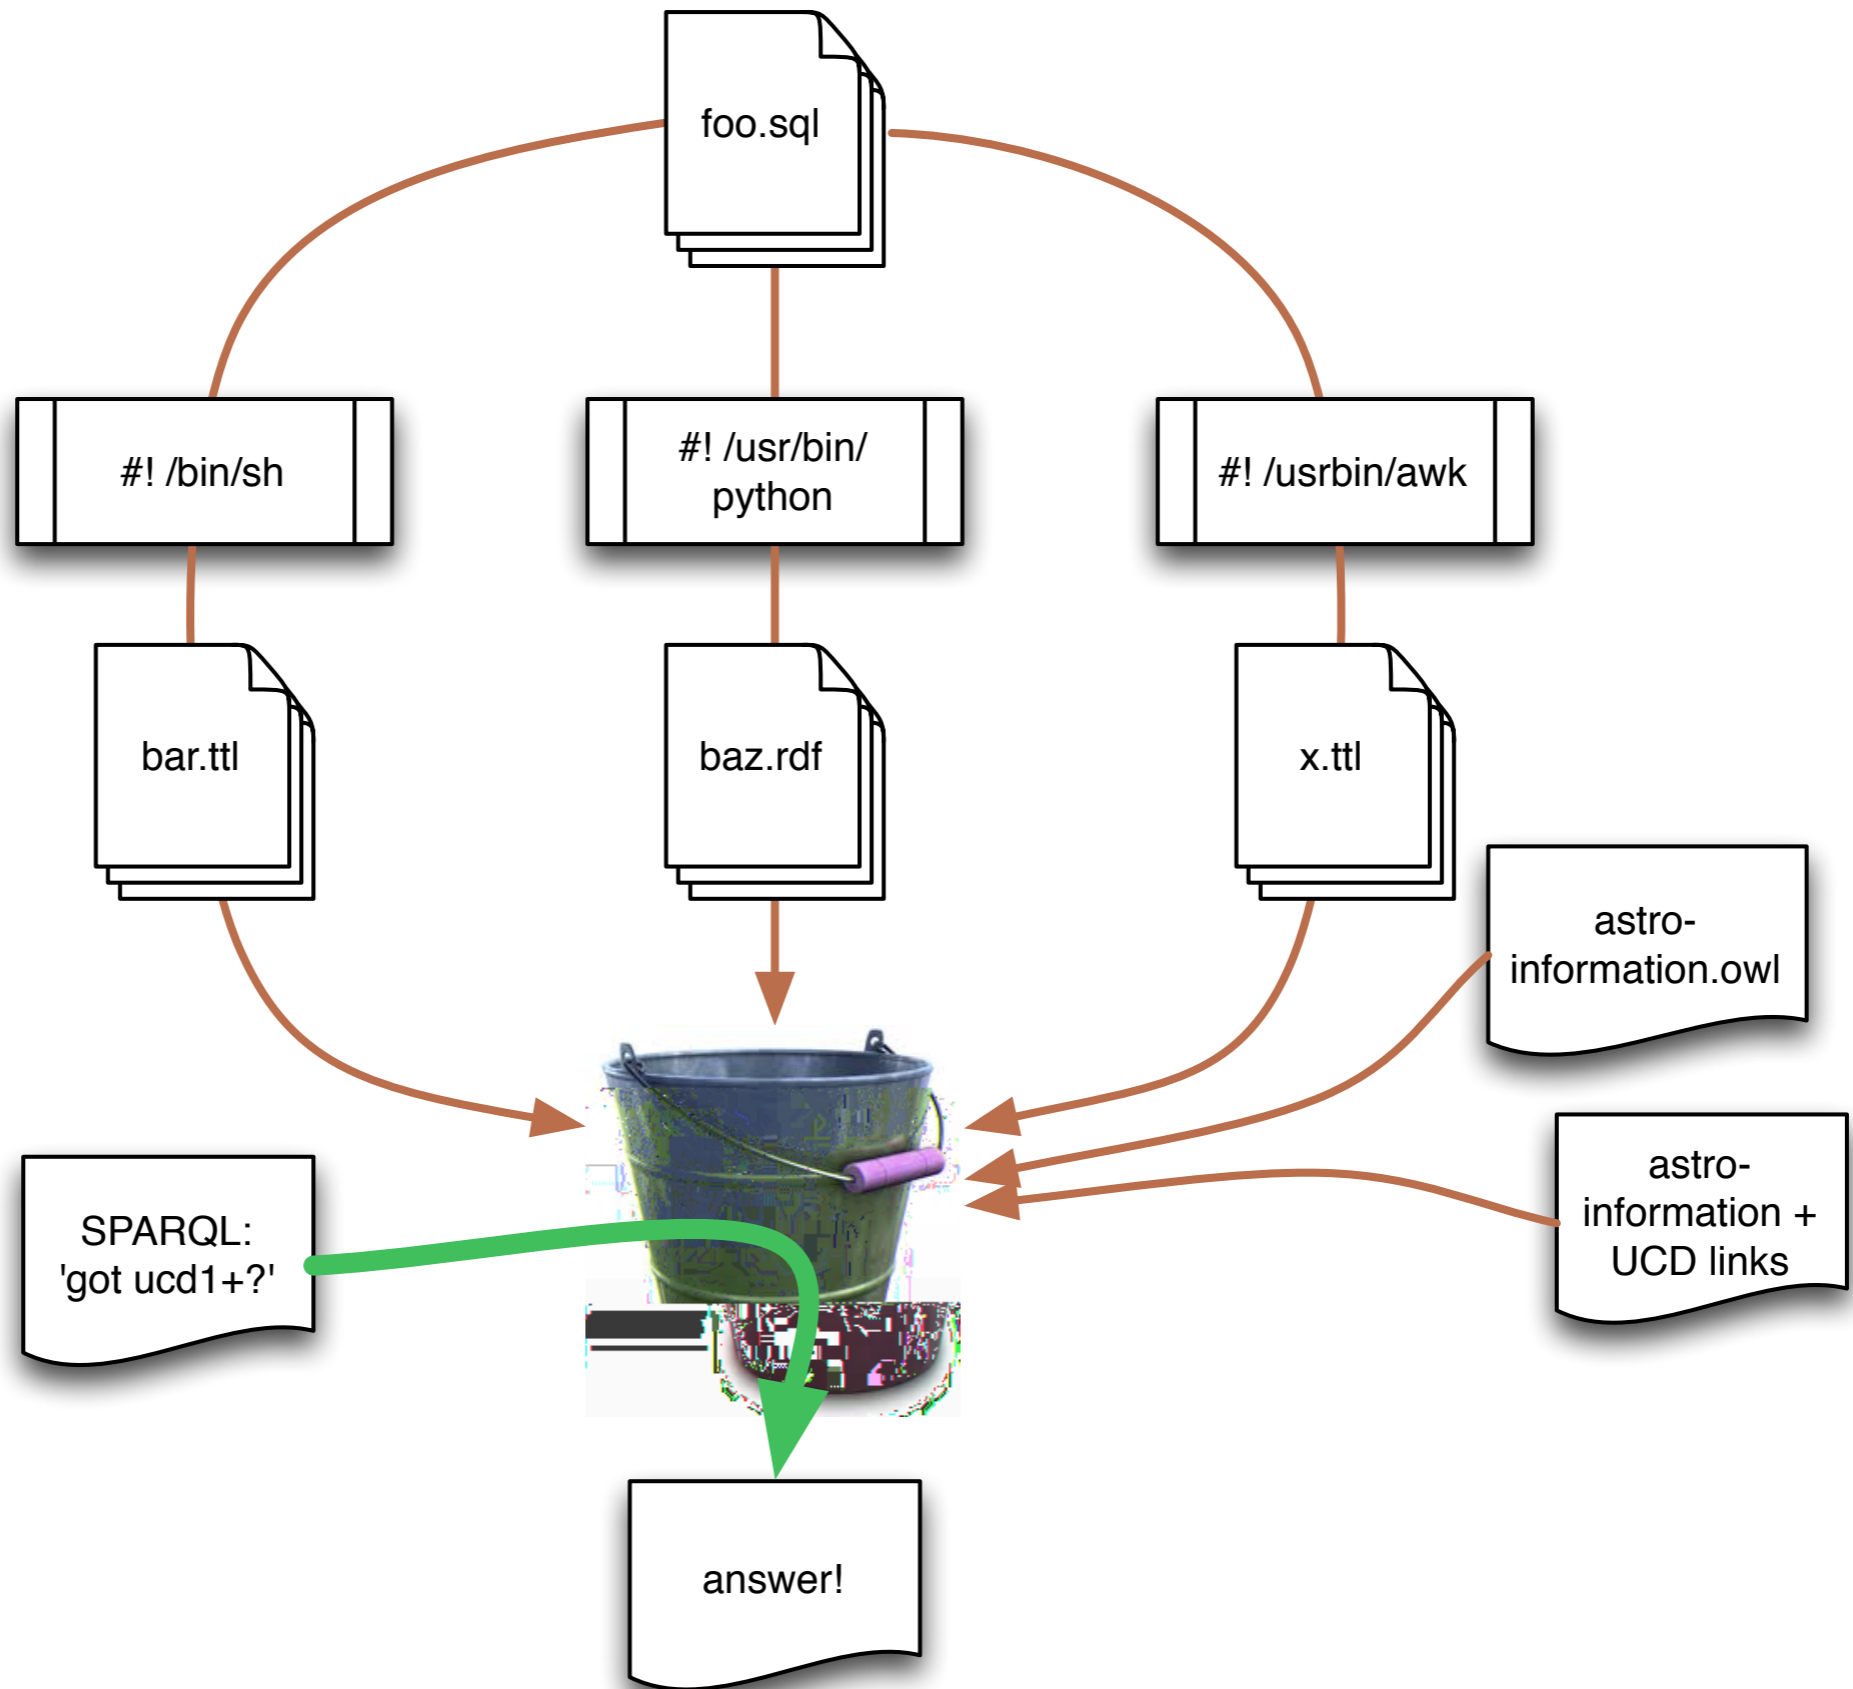 foo.sql
#! /bin/sh
#! /usr/bin/
python
#! /usrbin/awk
bar.ttl
baz.rdf
x.ttl
astro-
information.owl
astro-
information +
UCD links
SPARQL:
'got ucd1+?'
answer!